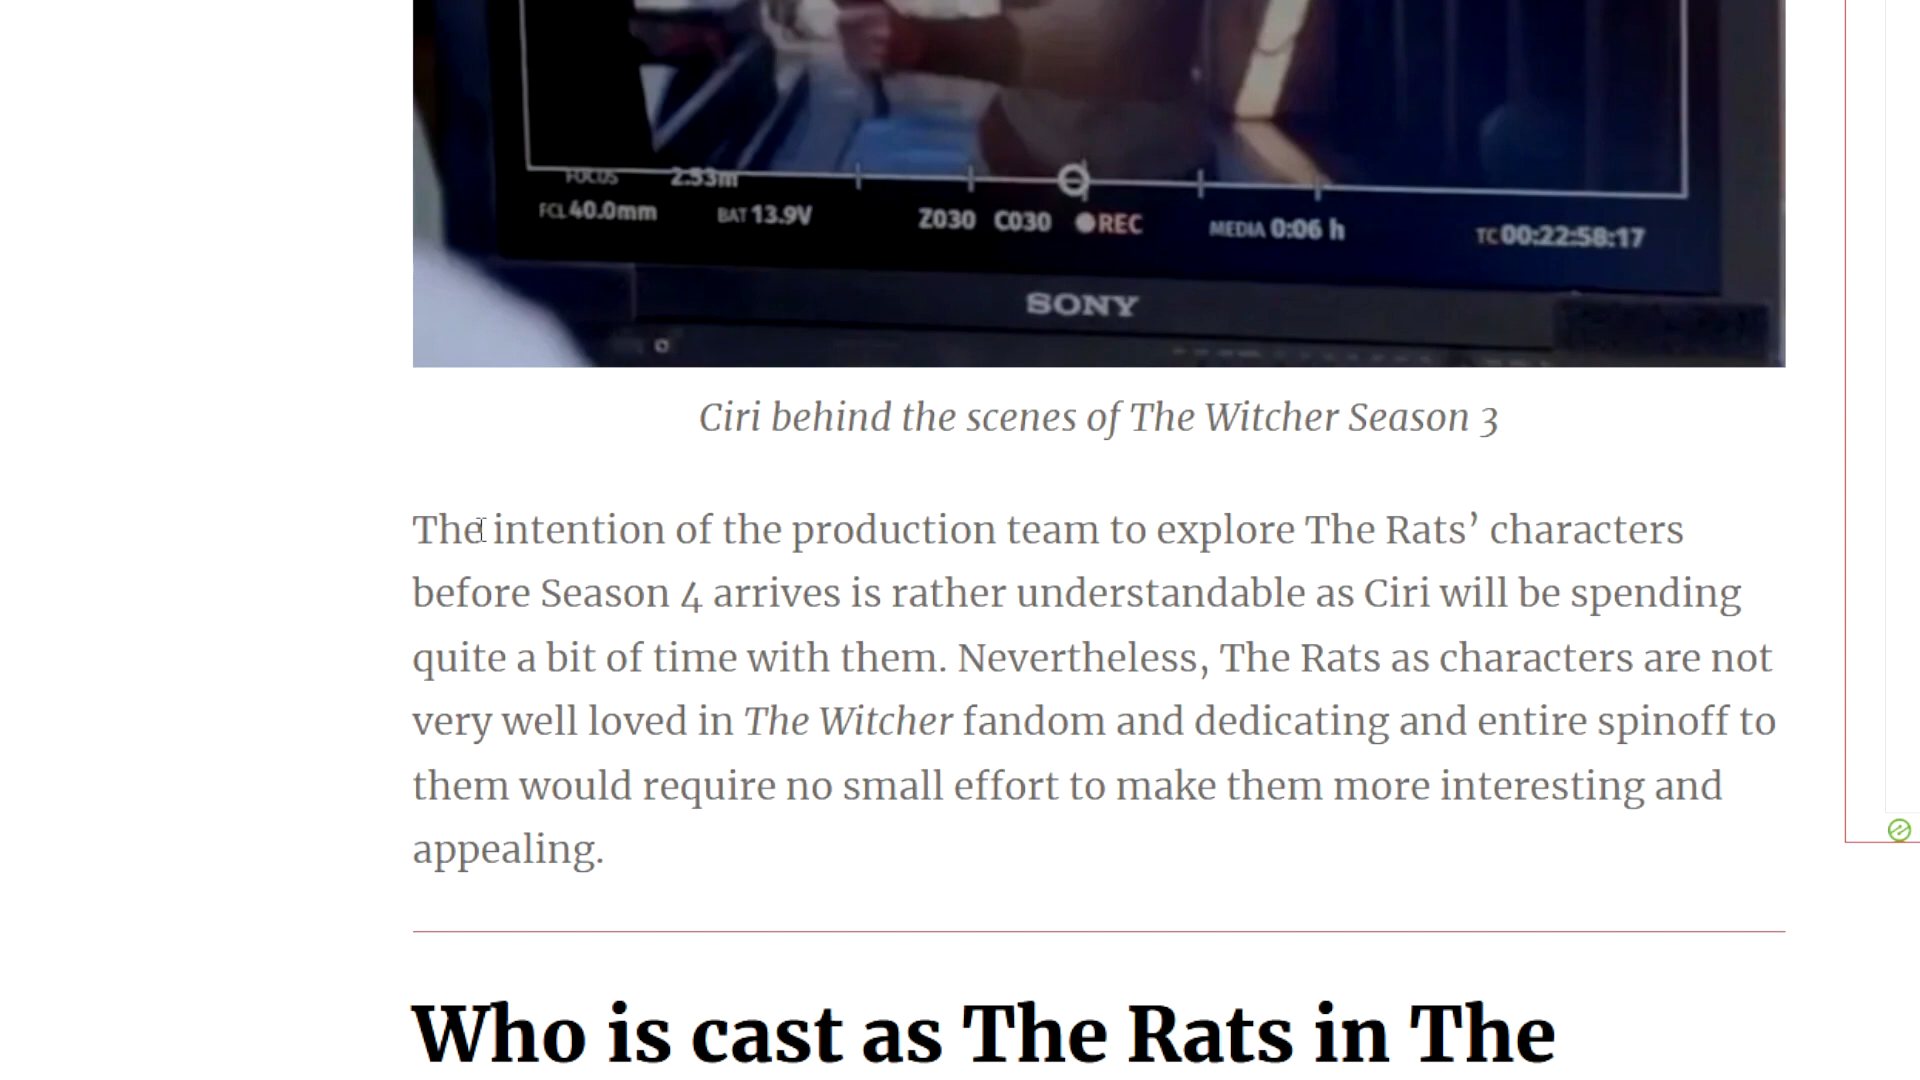 FOCUS 2.53m
FCL 40.0mm BAT 13.9V Z030 C030 REC MEDIA 0:06 h TC 00:22:58:17
SONY
Ciri behind the scenes of The Witcher Season 3
The intention of the production team to explore The Rats’ characters
before Season 4 arrives is rather understandable as Ciri will be spending
quite a bit of time with them. Nevertheless, The Rats as characters are not
very well loved in The Witcher fandom and dedicating and entire spinoff to
them would require no small effort to make them more interesting and
appealing.
Who is cast as The Rats in The